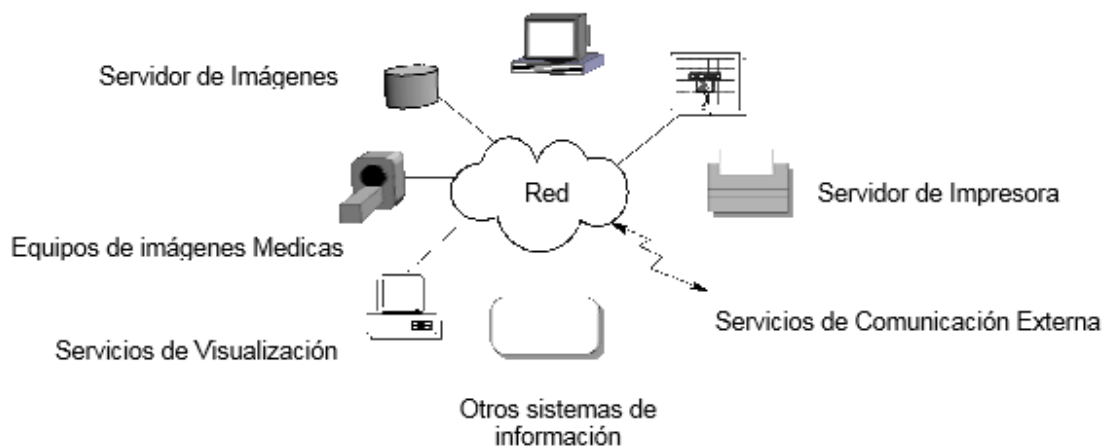 Servidor de Imágenes
Red
Servidor de Impresora
Equipos de imágenes Medicas
Servicios de Comunicación Externa
Servicios de Visualización
Otros sistemas de
información